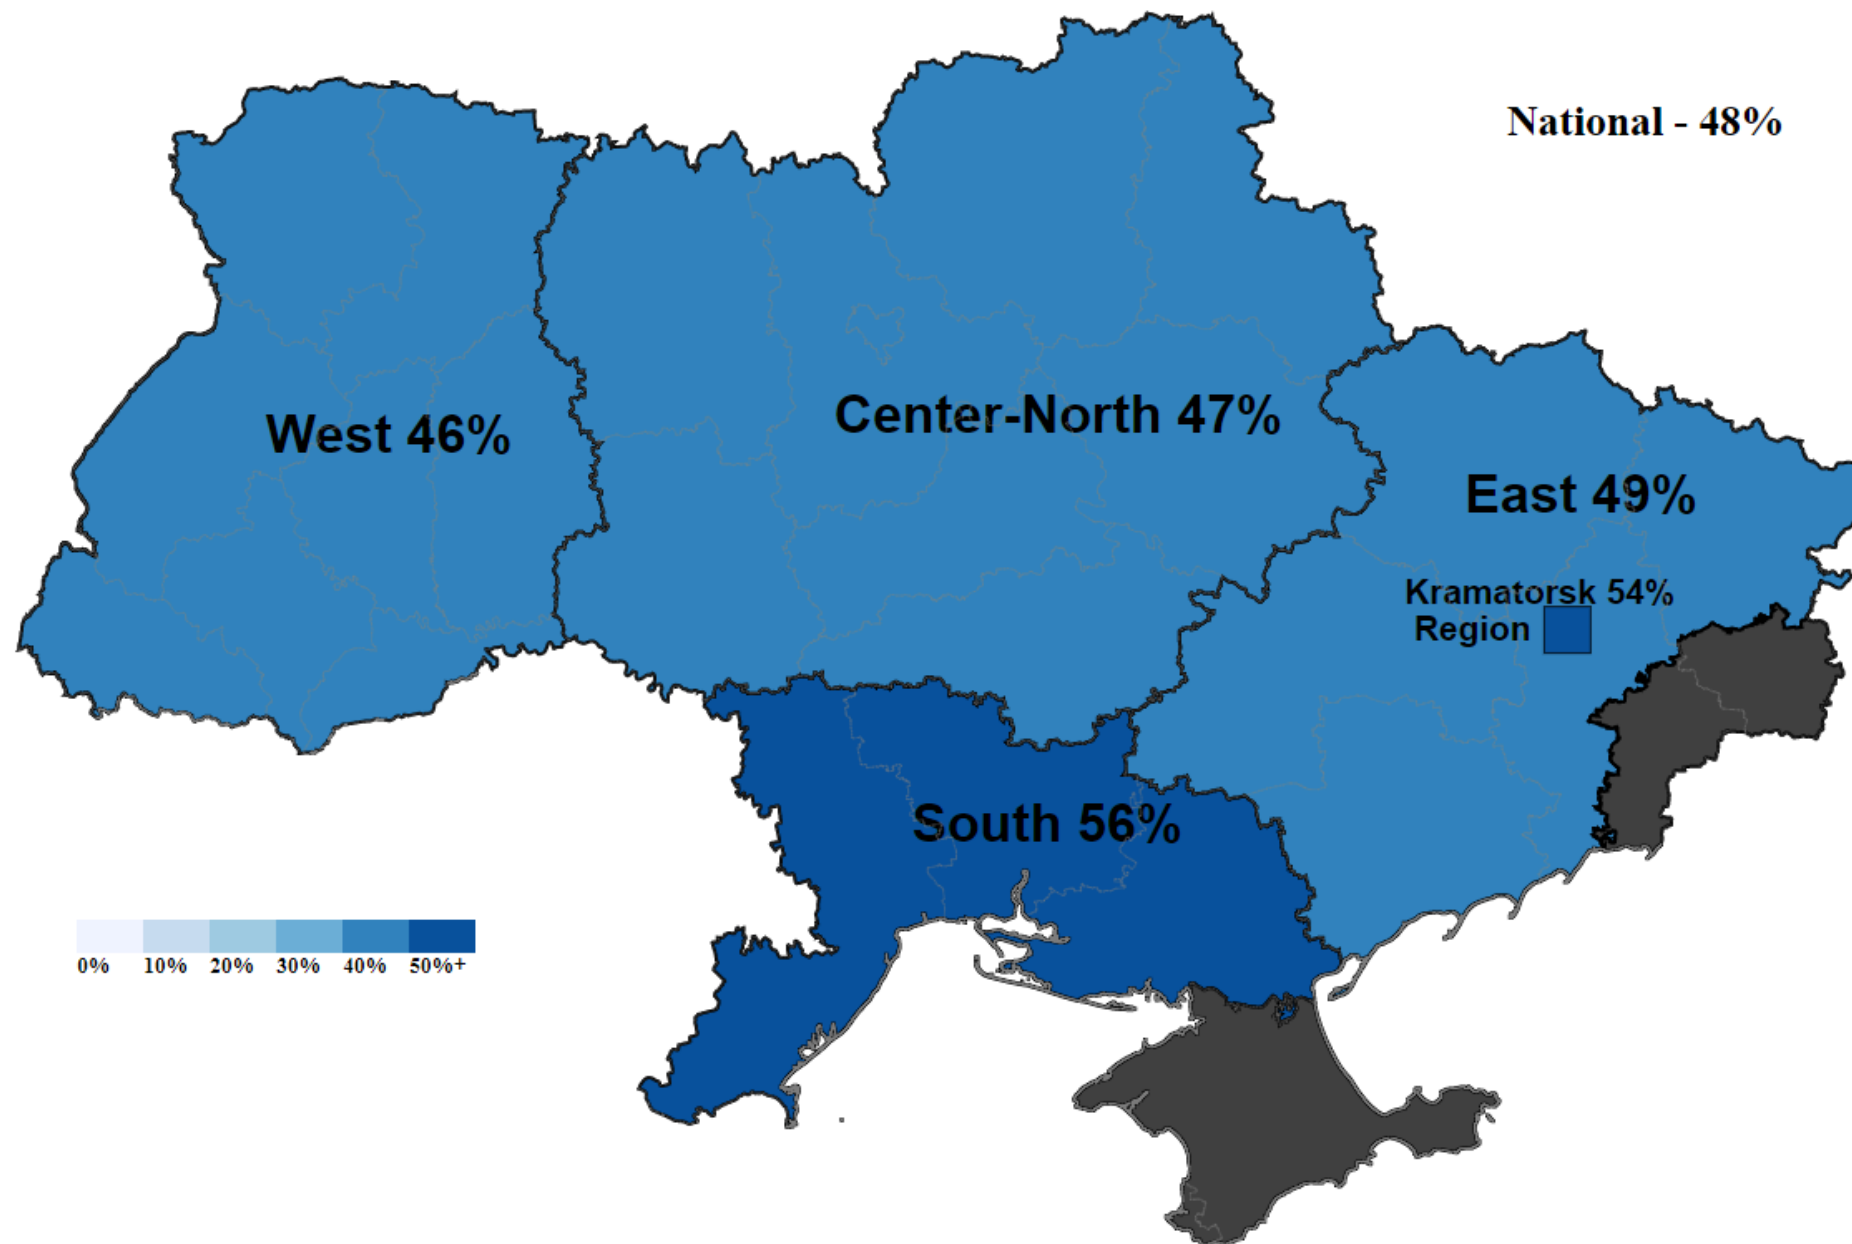 National - 48%
West 46%
Center-North 47%
East 49%
Kramatorsk 54%
Region
South 56%
0% 10% 20% 30% 40% 50%+